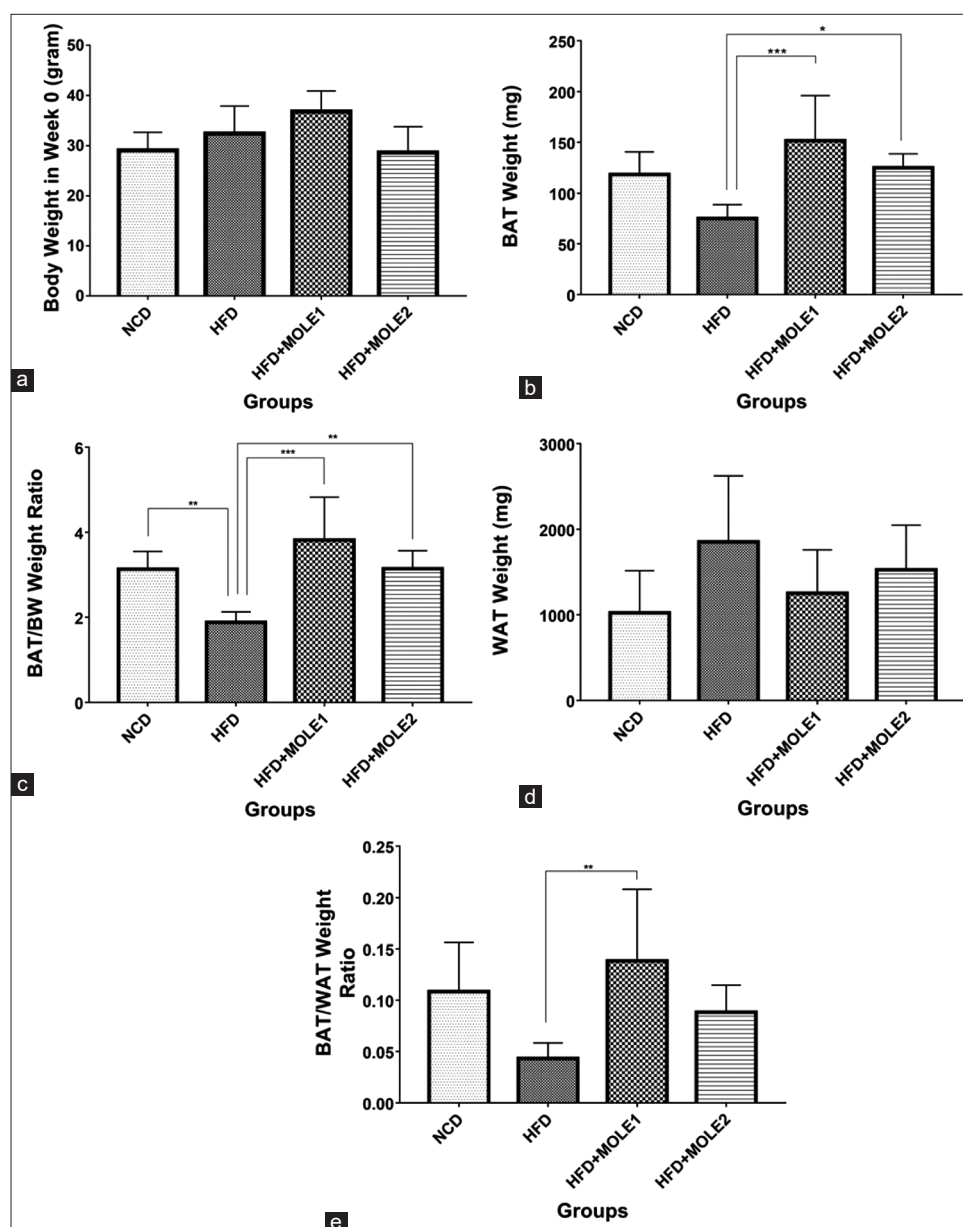 Body Weight in Week 0 (gram)
50
40
30
20
10
0
NCD
HFD
HFD+MOLE1
HFD+MOLE2
Groups
a
BAT Weight (mg)
250
200
150
100
50
0
*
***
NCD
HFD
HFD+MOLE1
HFD+MOLE2
Groups
b
BAT/BW Weight Ratio
6
4
2
0
**
***
**
NCD
HFD
HFD+MOLE1
HFD+MOLE2
Groups
c
WAT Weight (mg)
3000
2000
1000
0
NCD
HFD
HFD+MOLE1
HFD+MOLE2
Groups
d
BAT/WAT Weight
Ratio
0.25
0.20
0.15
0.10
0.05
0.00
**
NCD
HFD
HFD+MOLE1
HFD+MOLE2
Groups
e